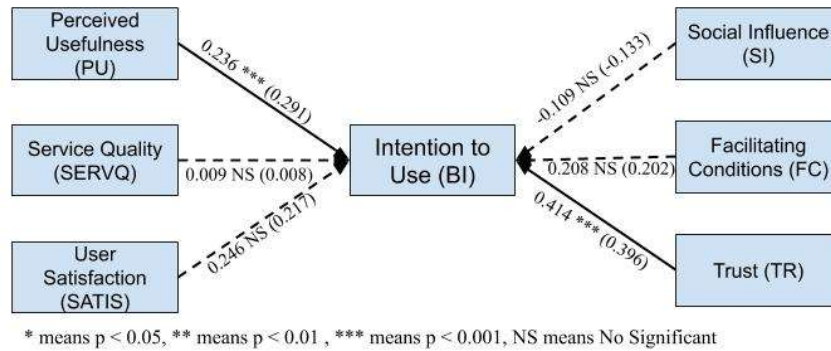 Perceived
Usefulness
(PU)
0.236 *** (0.291)
Service Quality
(SERVQ)
0.009 NS (0.008)
User
Satisfaction
(SATIS)
0.246 NS (0.217)
Intention to
Use (BI)
Social Influence
(SI)
-0.109 NS (-0.133)
Facilitating
Conditions (FC)
0.208 NS (0.202)
Trust (TR)
0.414 *** (0.396)
* means p < 0.05, ** means p < 0.01 , *** means p < 0.001, NS means No Significant